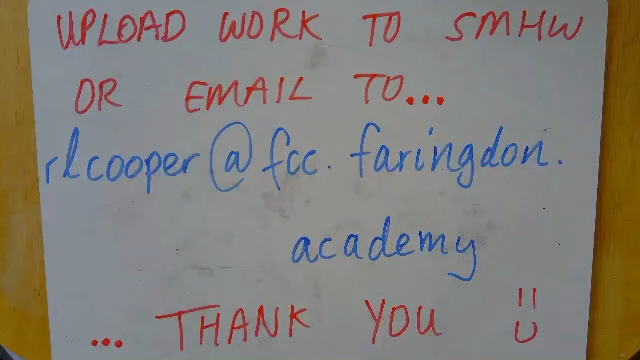 UPLOAD WORK TO SMHW
OR EMAIL TO...
rlcooper@fcc.faringdon.
academy
... THANK YOU